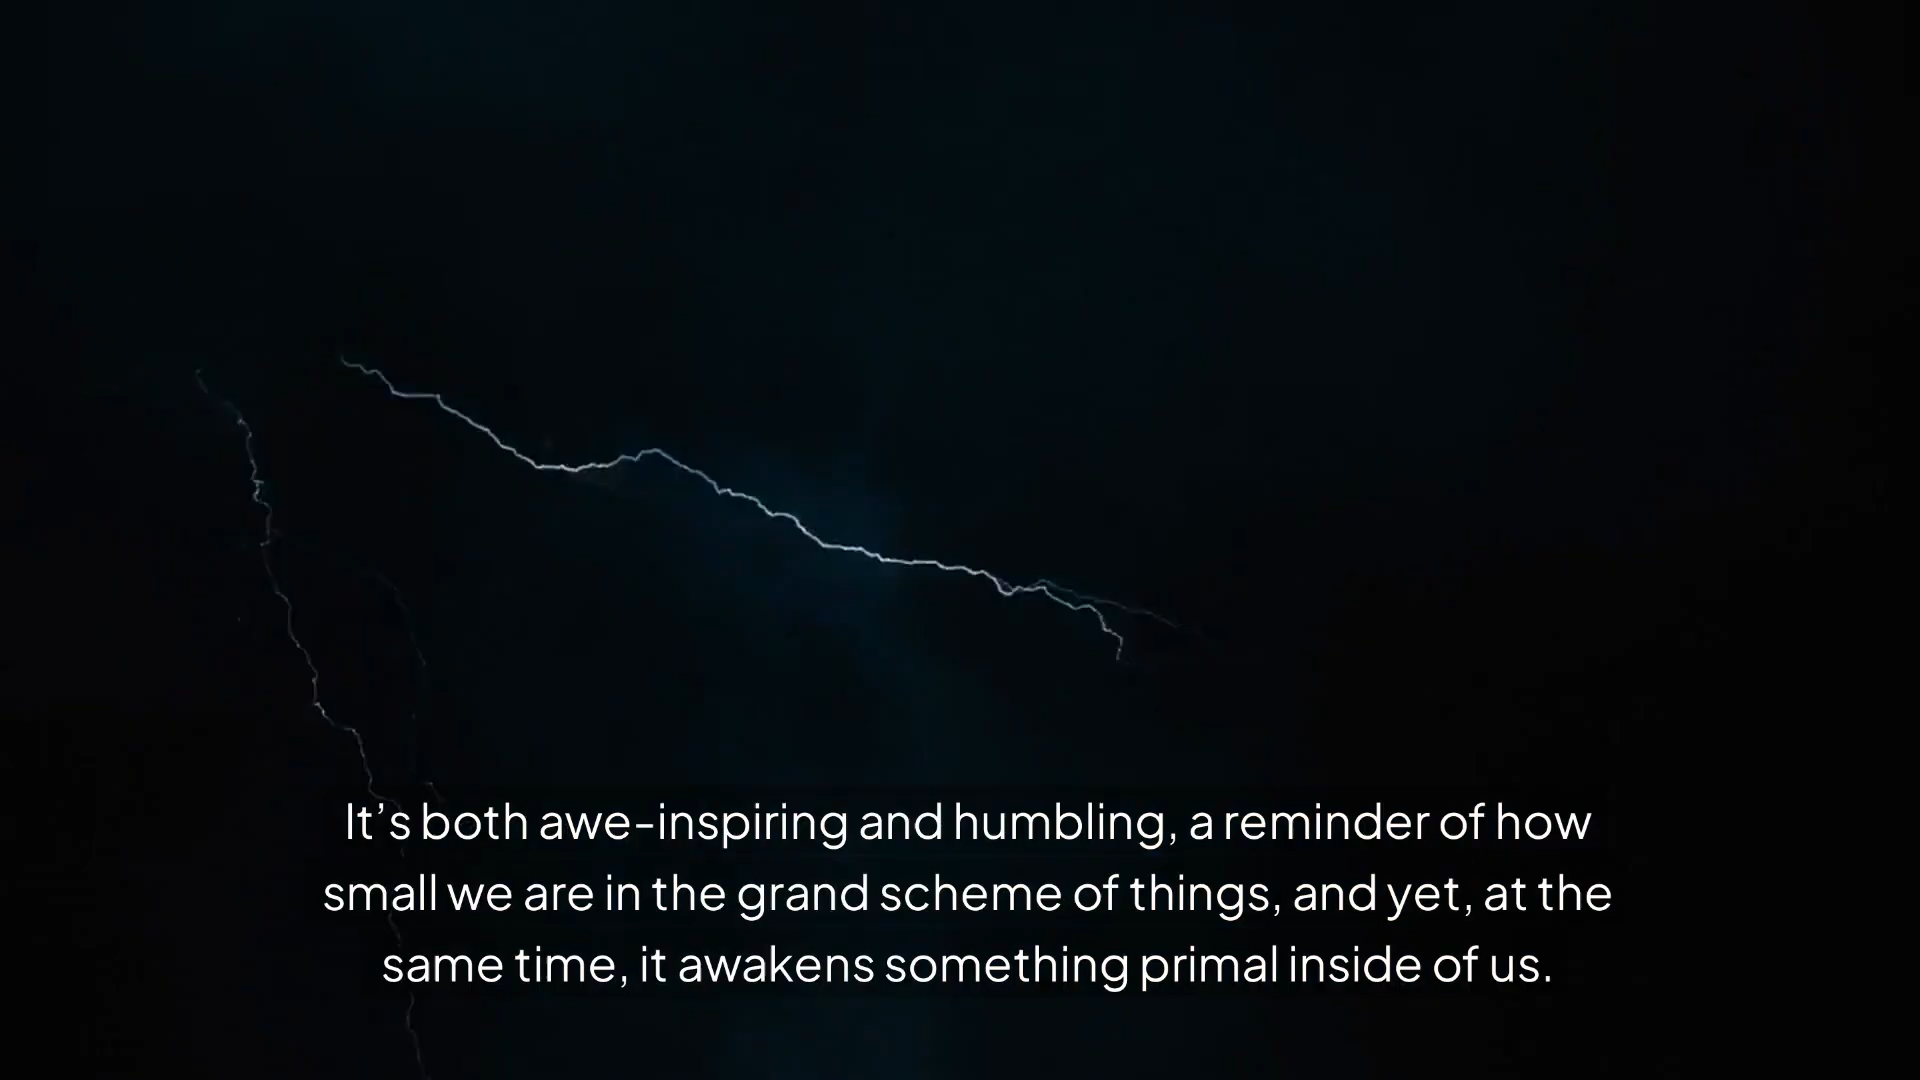 It’s both awe-inspiring and humbling, a reminder of how
small we are in the grand scheme of things, and yet, at the
same time, it awakens something primal inside of us.